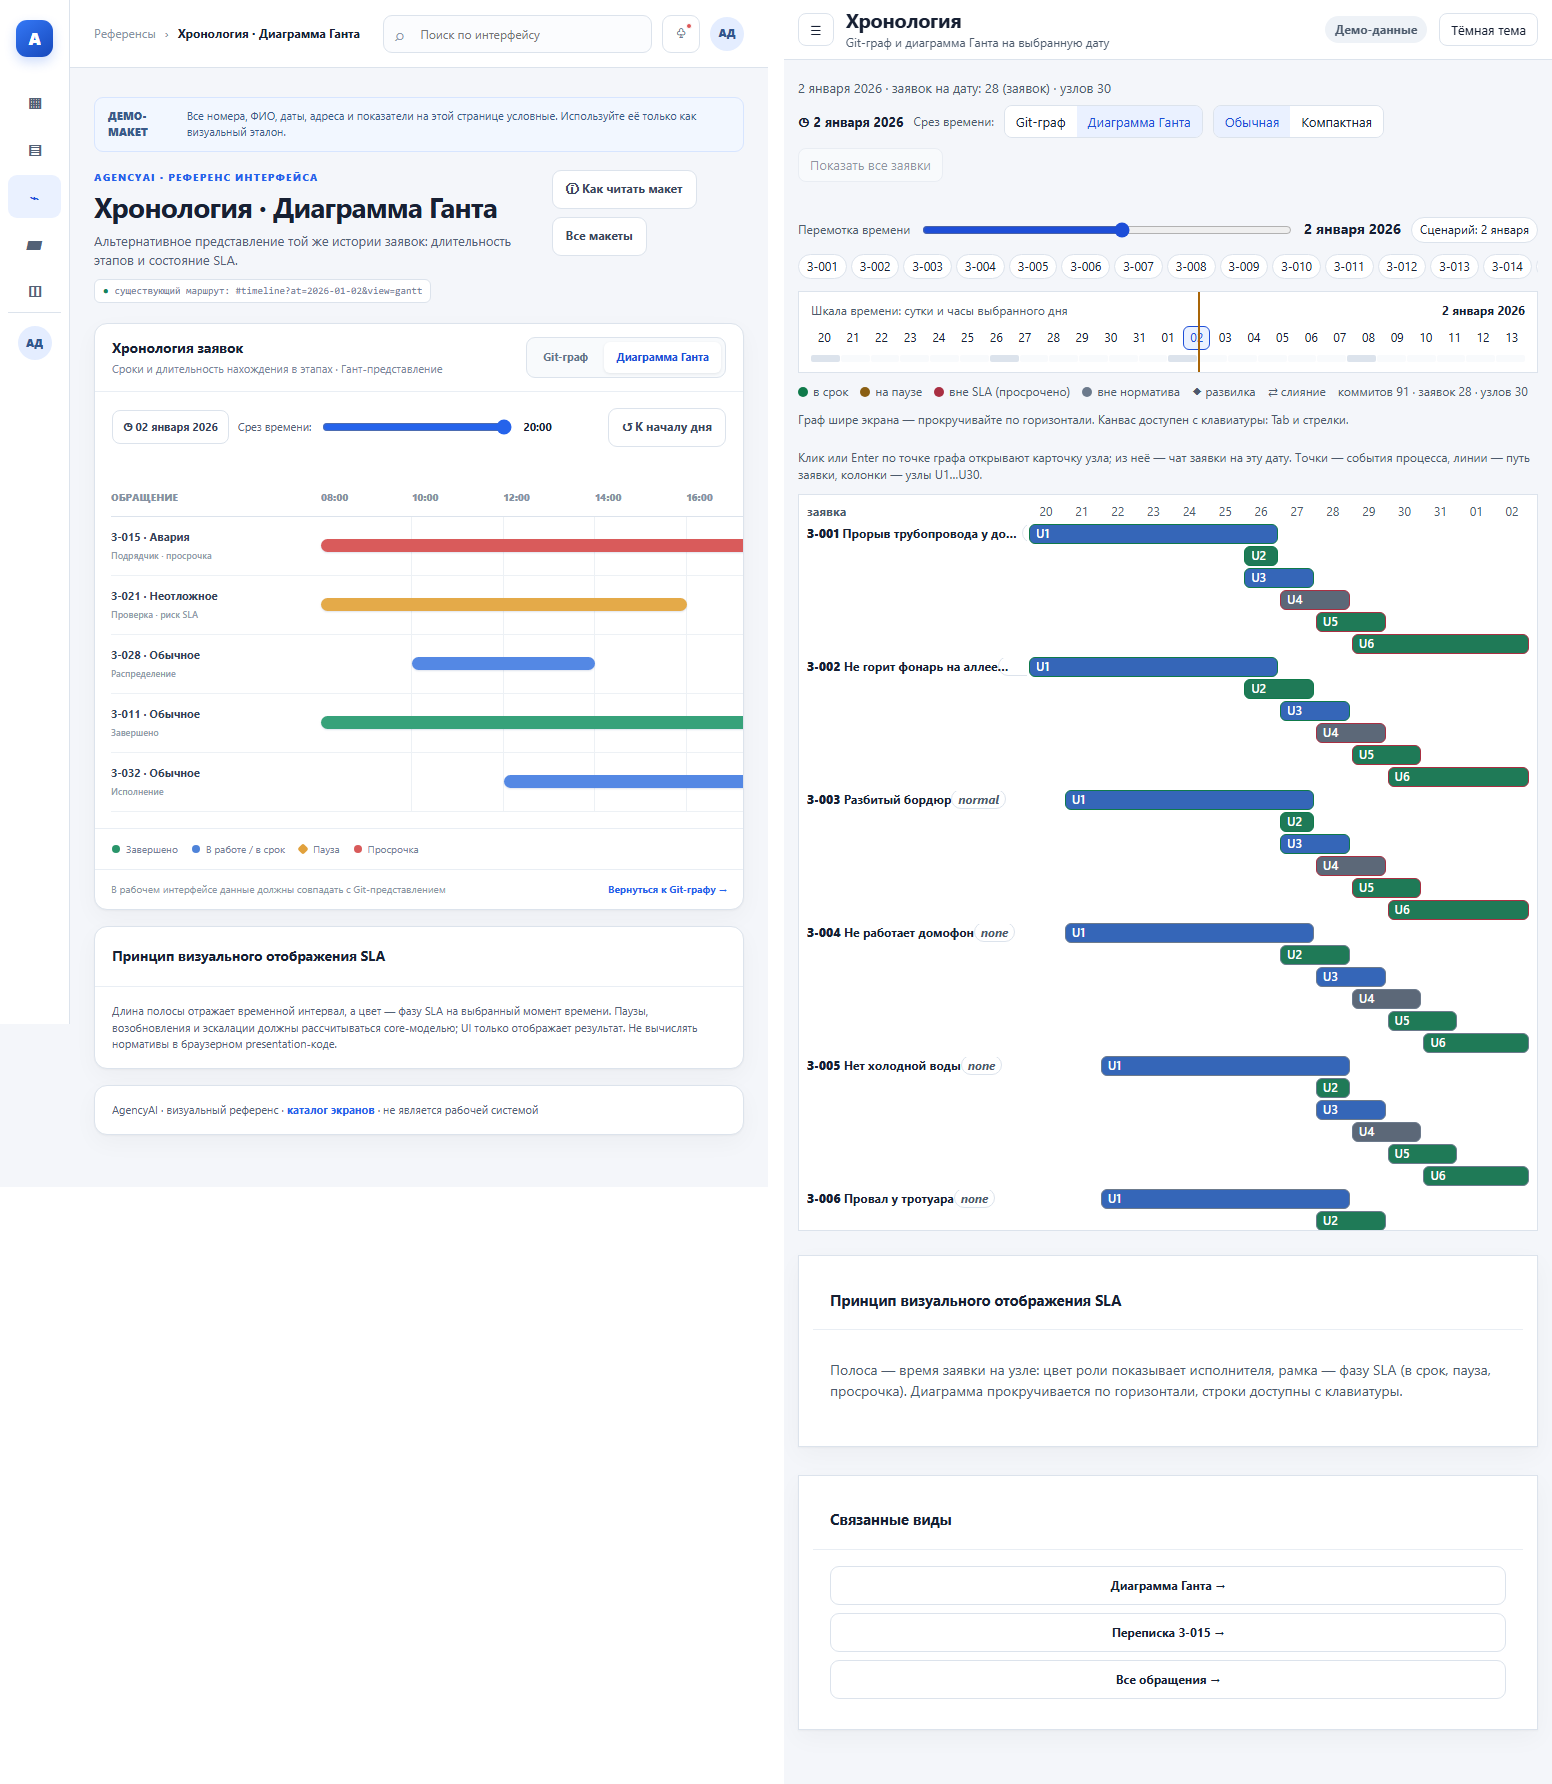 A
Референсы › Хронология · Диаграмма Ганта
Поиск по интерфейсу
АД
АД
ДЕМО-МАКЕТ
Все номера, ФИО, даты, адреса и показатели на этой странице условные. Используйте её только как
визуальный эталон.
AGENCYAI · РЕФЕРЕНС ИНТЕРФЕЙСА
Хронология · Диаграмма Ганта
Альтернативное представление той же истории заявок: длительность
этапов и состояние SLA.
существующий маршрут: #timeline?at=2026-01-02&view=gantt
Как читать макет
Все макеты
Хронология заявок
Сроки и длительность нахождения в этапах · Гант-представление
Git-граф Диаграмма Ганта
02 января 2026 Срез времени: 20:00 ↺ К началу дня
ОБРАЩЕНИЕ 08:00 10:00 12:00 14:00 16:00
З-015 · Авария
Подрядчик · просрочка
З-021 · Неотложное
Проверка · риск SLA
З-028 · Обычное
Распределение
З-011 · Обычное
Завершено
З-032 · Обычное
Исполнение
Завершено В работе / в срок Пауза Просрочка
В рабочем интерфейсе данные должны совпадать с Git-представлением Вернуться к Git-графу →
Принцип визуального отображения SLA
Длина полосы отражает временной интервал, а цвет — фазу SLA на выбранный момент времени. Паузы,
возобновления и эскалации должны рассчитываться core-моделью; UI только отображает результат. Не вычислять
нормативы в браузерном presentation-коде.
AgencyAI · визуальный референс · каталог экранов · не является рабочей системой
☰
Хронология
Git-граф и диаграмма Ганта на выбранную дату
Демо-данные Тёмная тема
2 января 2026 · заявок на дату: 28 (заявок) · узлов 30
2 января 2026 Срез времени: Git-граф Диаграмма Ганта Обычная Компактная
Показать все заявки
Перемотка времени 2 января 2026 Сценарий: 2 января
З-001 З-002 З-003 З-004 З-005 З-006 З-007 З-008 З-009 З-010 З-011 З-012 З-013 З-014
Шкала времени: сутки и часы выбранного дня 2 января 2026
20 21 22 23 24 25 26 27 28 29 30 31 01 02 03 04 05 06 07 08 09 10 11 12 13
в срок на паузе вне SLA (просрочено) вне норматива развилка ⇄ слияние коммитов 91 · заявок 28 · узлов 30
Граф шире экрана — прокручивайте по горизонтали. Канвас доступен с клавиатуры: Tab и стрелки.
Клик или Enter по точке графа открывают карточку узла; из неё — чат заявки на эту дату. Точки — события процесса, линии — путь
заявки, колонки — узлы U1…U30.
заявка 20 21 22 23 24 25 26 27 28 29 30 31 01 02
З-001 Прорыв трубопровода у до… U1
U2
U3
U4
U5
U6
З-002 Не горит фонарь на аллее… U1
U2
U3
U4
U5
U6
З-003 Разбитый бордюр normal U1
U2
U3
U4
U5
U6
З-004 Не работает домофон none U1
U2
U3
U4
U5
U6
З-005 Нет холодной воды none U1
U2
U3
U4
U5
U6
З-006 Провал у тротуара none U1
U2
Принцип визуального отображения SLA
Полоса — время заявки на узле: цвет роли показывает исполнителя, рамка — фазу SLA (в срок, пауза,
просрочка). Диаграмма прокручивается по горизонтали, строки доступны с клавиатуры.
Связанные виды
Диаграмма Ганта →
Переписка З-015 →
Все обращения →